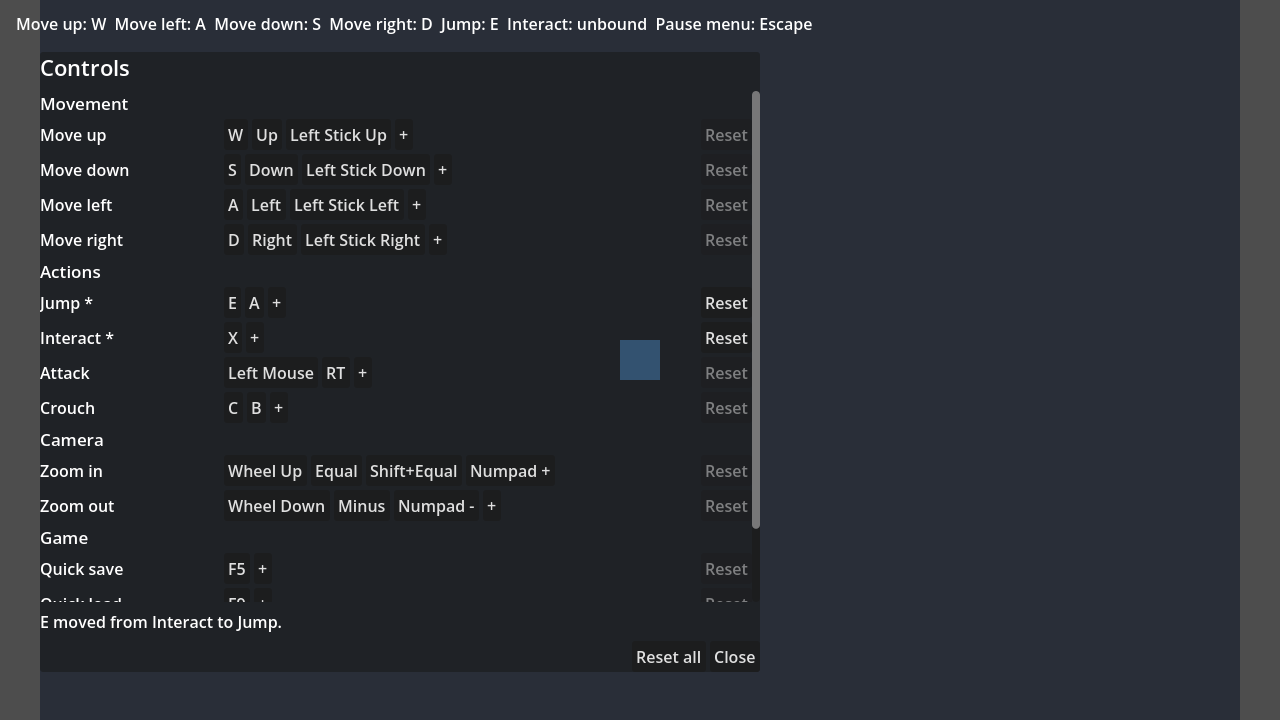 Move up: W  Move left: A  Move down: S  Move right: D  Jump: E  Interact: unbound  Pause menu: Escape
Controls
Movement
Move up W Up Left Stick Up + Reset
Move down S Down Left Stick Down + Reset
Move left A Left Left Stick Left + Reset
Move right D Right Left Stick Right + Reset
Actions
Jump * E A + Reset
Interact * X + Reset
Attack Left Mouse RT + Reset
Crouch C B + Reset
Camera
Zoom in Wheel Up Equal Shift+Equal Numpad + Reset
Zoom out Wheel Down Minus Numpad - + Reset
Game
Quick save F5 + Reset
Quick load F9 + Reset
E moved from Interact to Jump.
Reset all Close